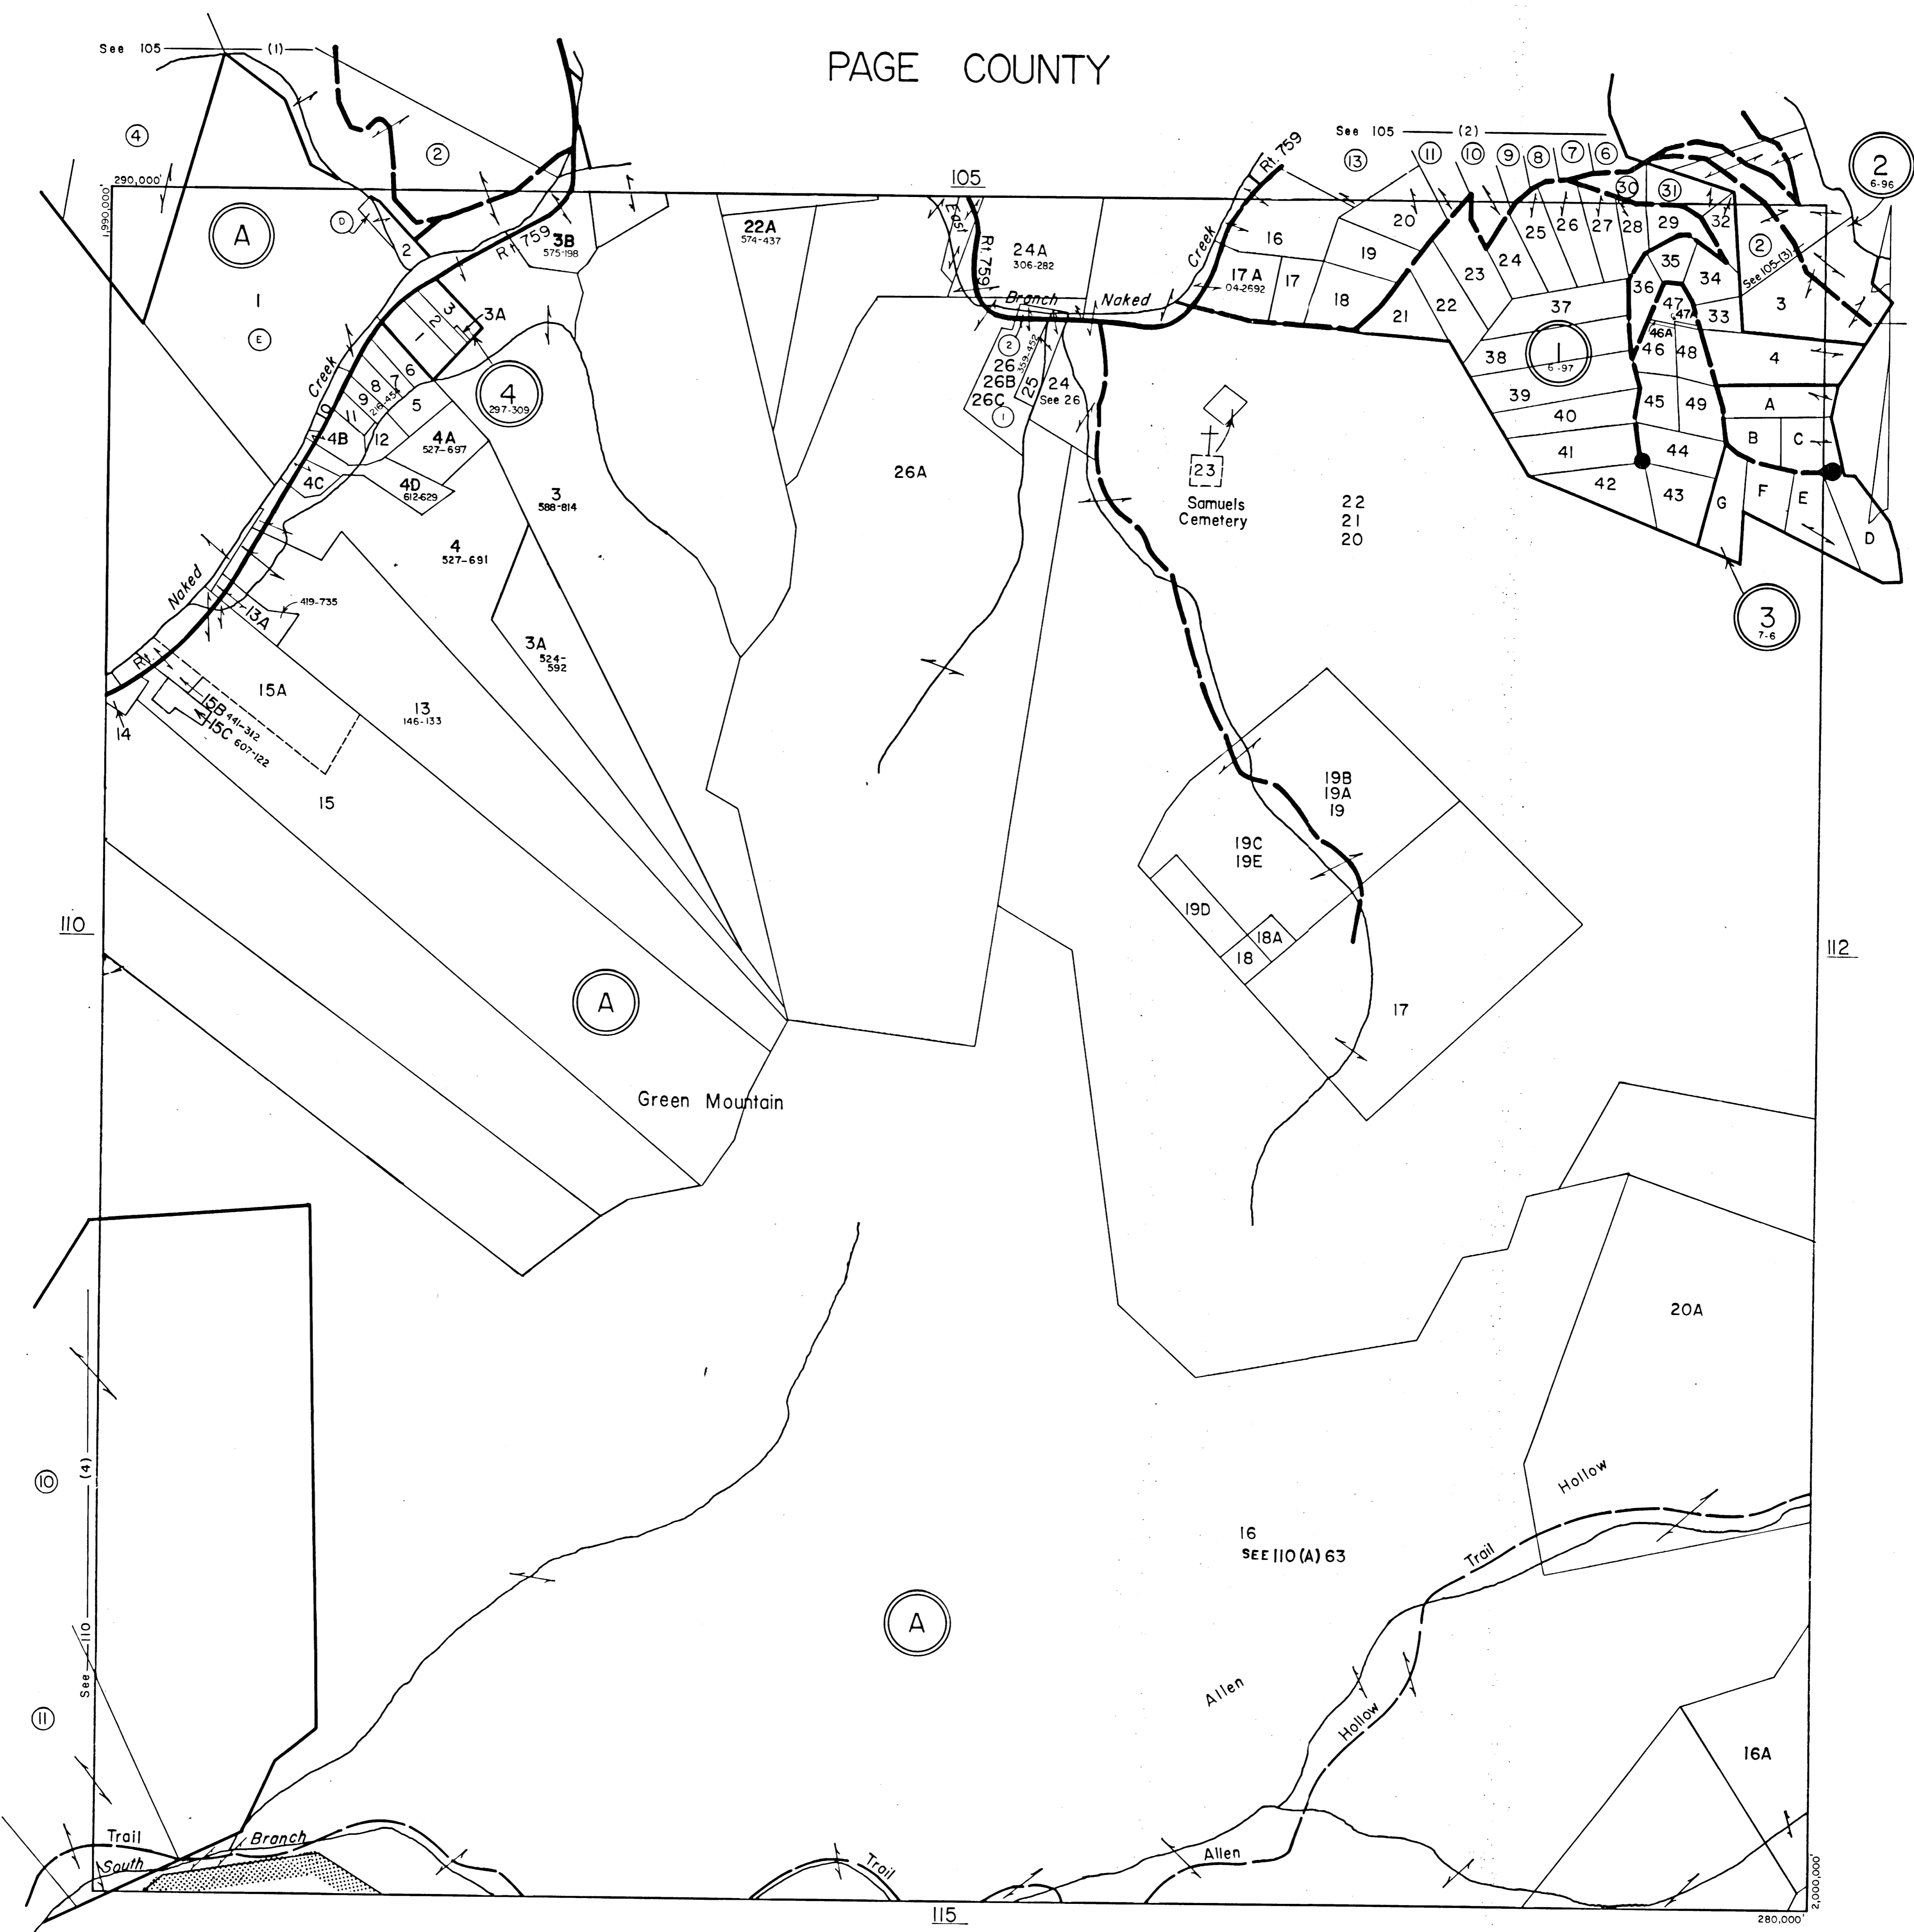 PAGE COUNTY
See 105 (1)
See 105 (2)
4
2
13
11
10
9
8
7
6
2
6-96
290,000'
1,990,000'
105
Rt. 759
30
31
A
D
2
Rt. 759
3B
575-198
22A
574-437
East
Rt. 759
24A
306-282
Creek
16
20
19
25
26
27
28
29
32
2
See 105-(3)
1
E
3A
3
2
1
Branch Naked
17A
04-2692
17
18
21
22
23
24
35
34
36
47
47A
33
3
37
46A
46
48
4
38
1
6-97
39
45
49
A
40
B
C
41
44
42
43
G
F
E
D
Creek
6
7
8
9
216-454
10
11
5
4
297-309
2
26
359-452
26B
26C
1
25
24
See 26
4B
12
4A
527-697
4C
4D
612-629
3
588-814
26A
23
Samuels
Cemetery
22
21
20
4
527-691
Naked
419-735
13A
3
7-6
3A
524-
592
Rt.
15A
15B 441-312
15C 607-122
14
13
146-133
15
19B
19A
19
19C
19E
19D
18A
18
110
112
A
17
Green Mountain
20A
10
See 110 (4)
Hollow
16
SEE 110 (A) 63
Trail
A
Allen
Hollow
11
16A
Trail
Branch
South
Trail
Allen
115
280,000'
2,000,000'